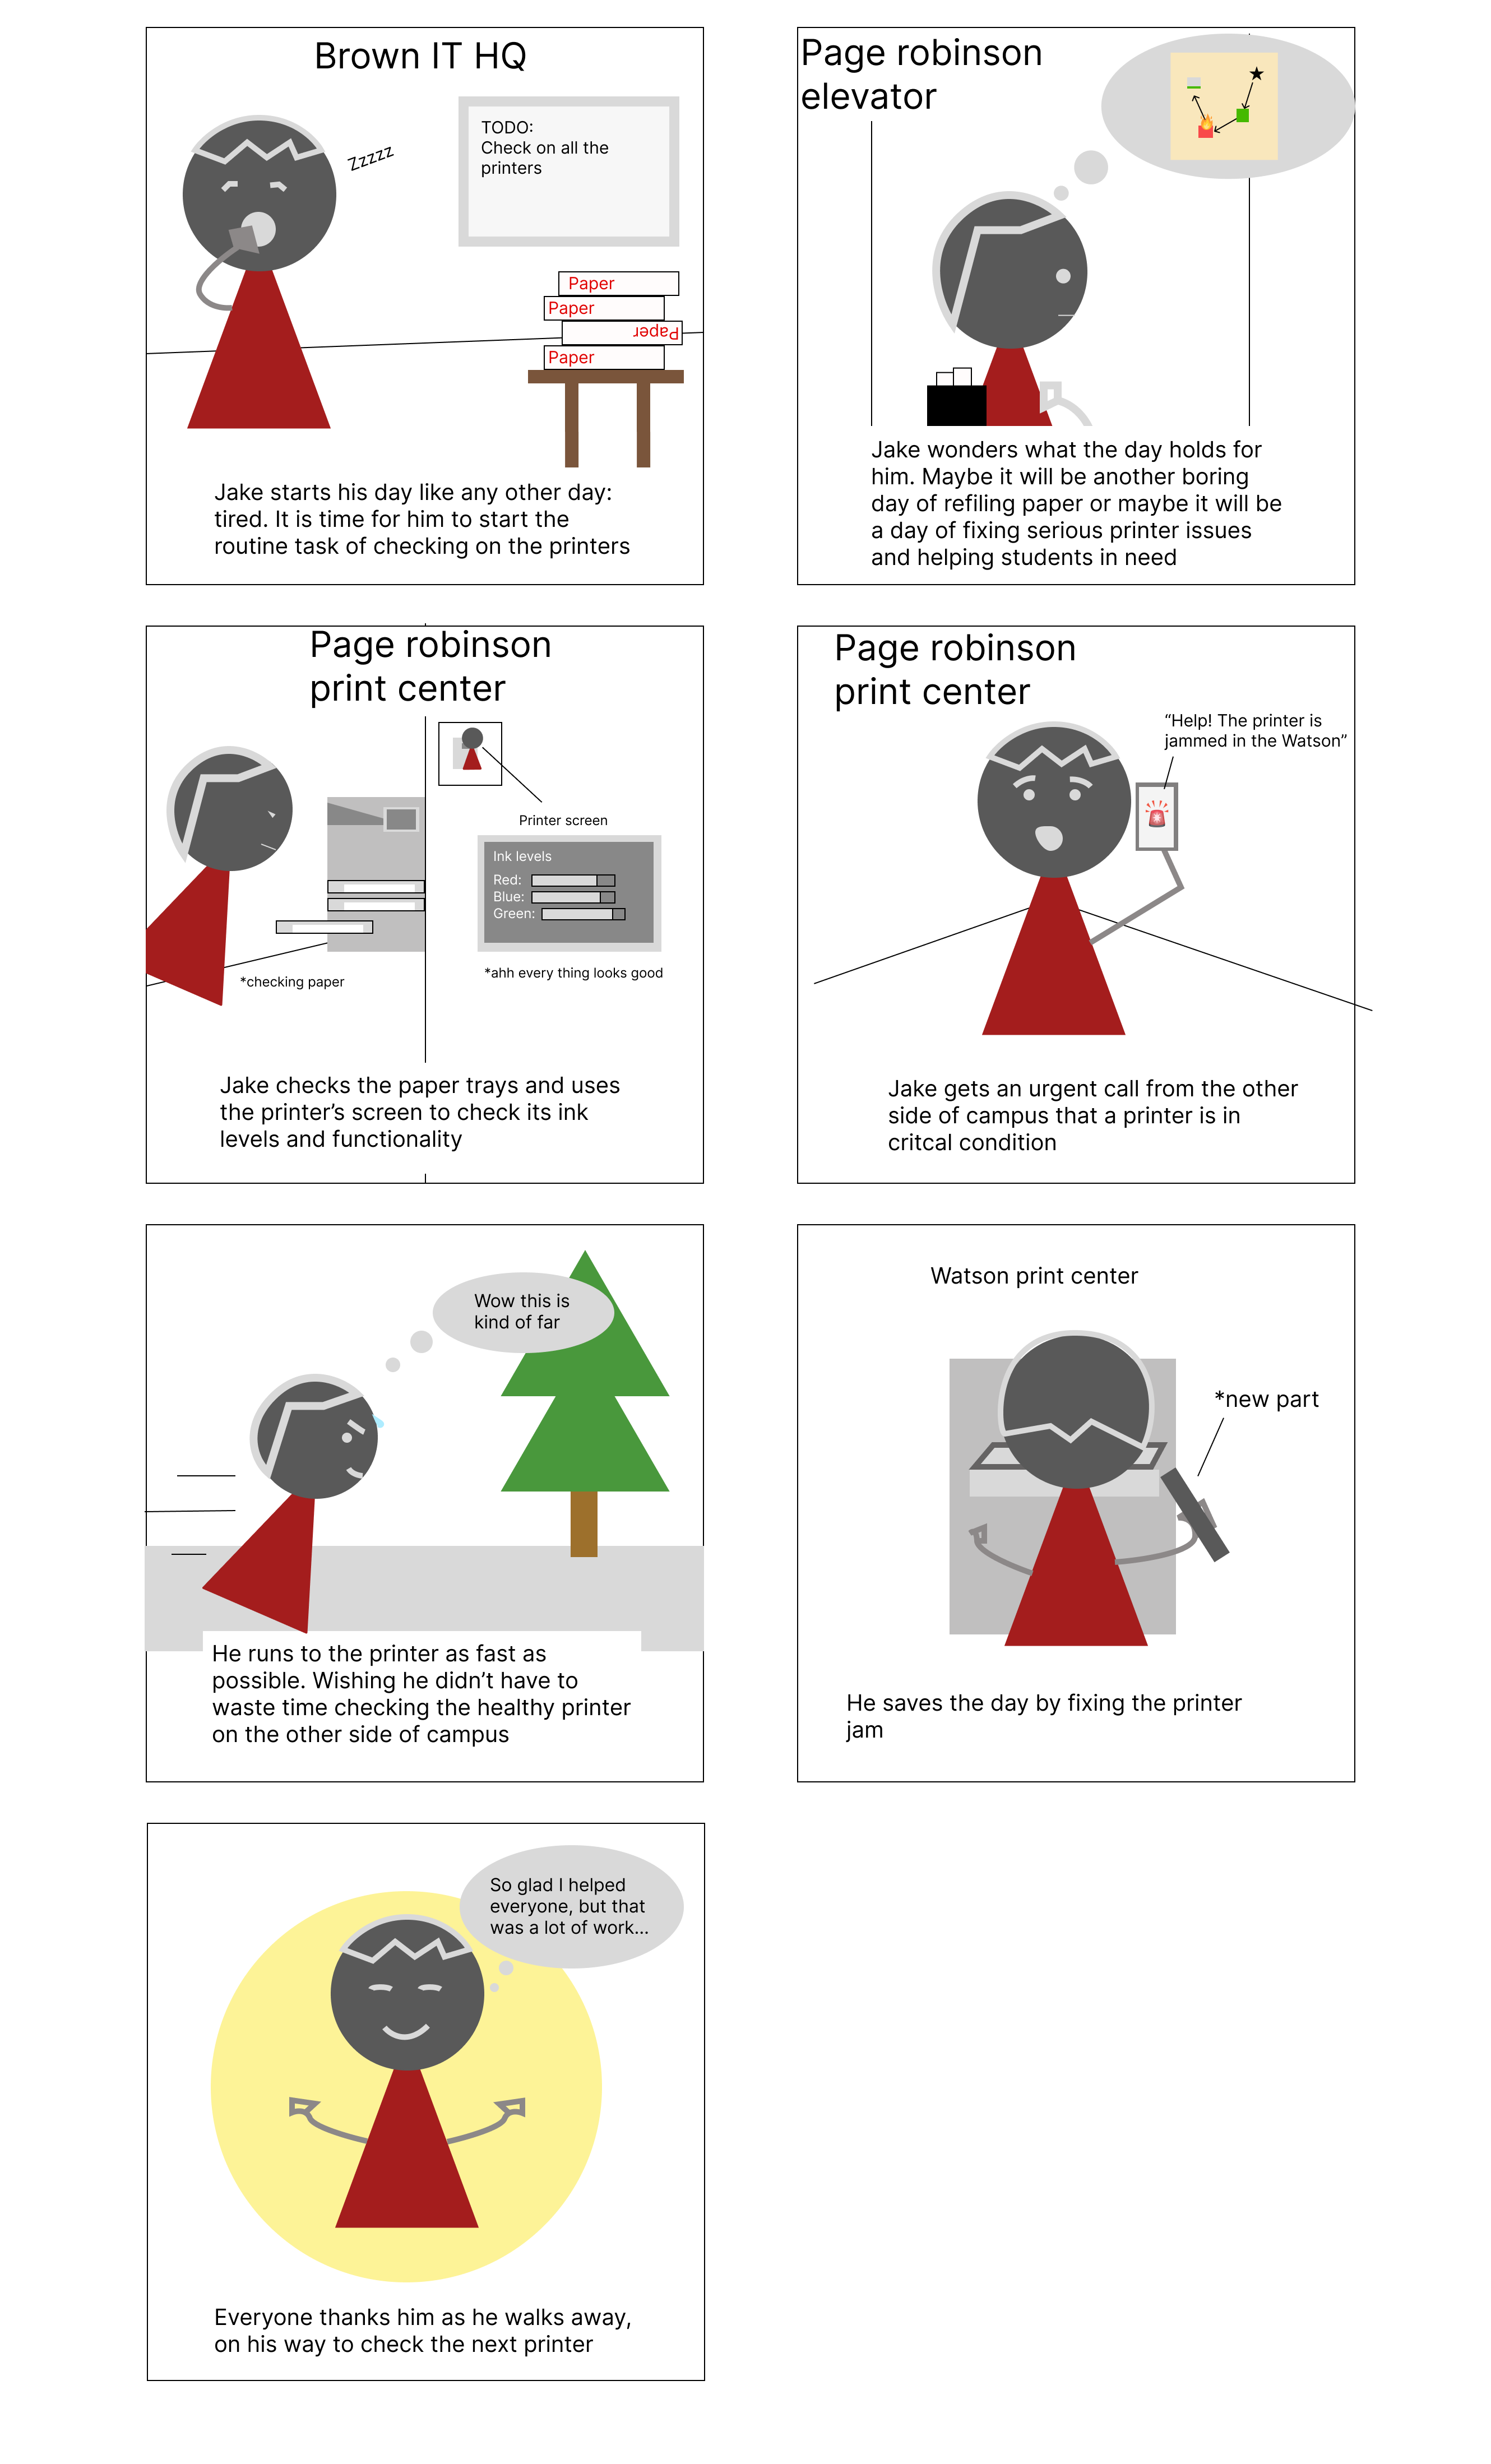 Brown IT HQ
Zzzzz
TODO:
Check on all the
printers
Paper
Paper
Paper
Paper
Jake starts his day like any other day:
tired. It is time for him to start the
routine task of checking on the printers
Page robinson
elevator
Jake wonders what the day holds for
him. Maybe it will be another boring
day of refiling paper or maybe it will be
a day of fixing serious printer issues
and helping students in need
Page robinson
print center
Printer screen
Ink levels
Red:
Blue:
Green:
*checking paper
*ahh every thing looks good
Jake checks the paper trays and uses
the printer’s screen to check its ink
levels and functionality
Page robinson
print center
“Help! The printer is
jammed in the Watson”
Jake gets an urgent call from the other
side of campus that a printer is in
critcal condition
Wow this is
kind of far
He runs to the printer as fast as
possible. Wishing he didn’t have to
waste time checking the healthy printer
on the other side of campus
Watson print center
*new part
He saves the day by fixing the printer
jam
So glad I helped
everyone, but that
was a lot of work...
Everyone thanks him as he walks away,
on his way to check the next printer